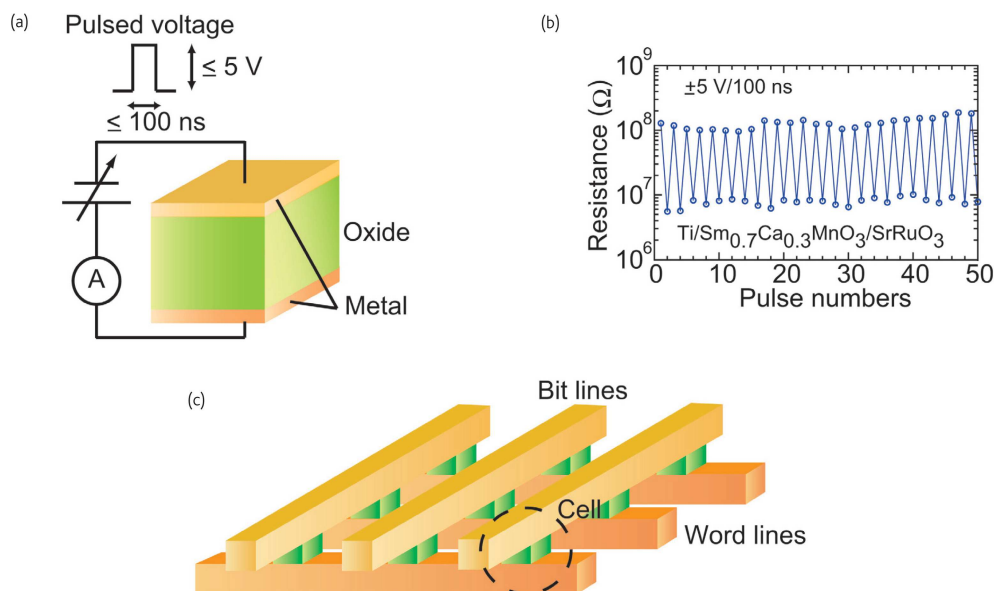 (a)
Pulsed voltage
≤ 5 V
≤ 100 ns
A
Oxide
Metal
(b)
Resistance (Ω)
10⁹
10⁸
10⁷
10⁶
±5 V/100 ns
Ti/Sm₀.₇Ca₀.₃MnO₃/SrRuO₃
0 10 20 30 40 50
Pulse numbers
(c)
Bit lines
Cell
Word lines